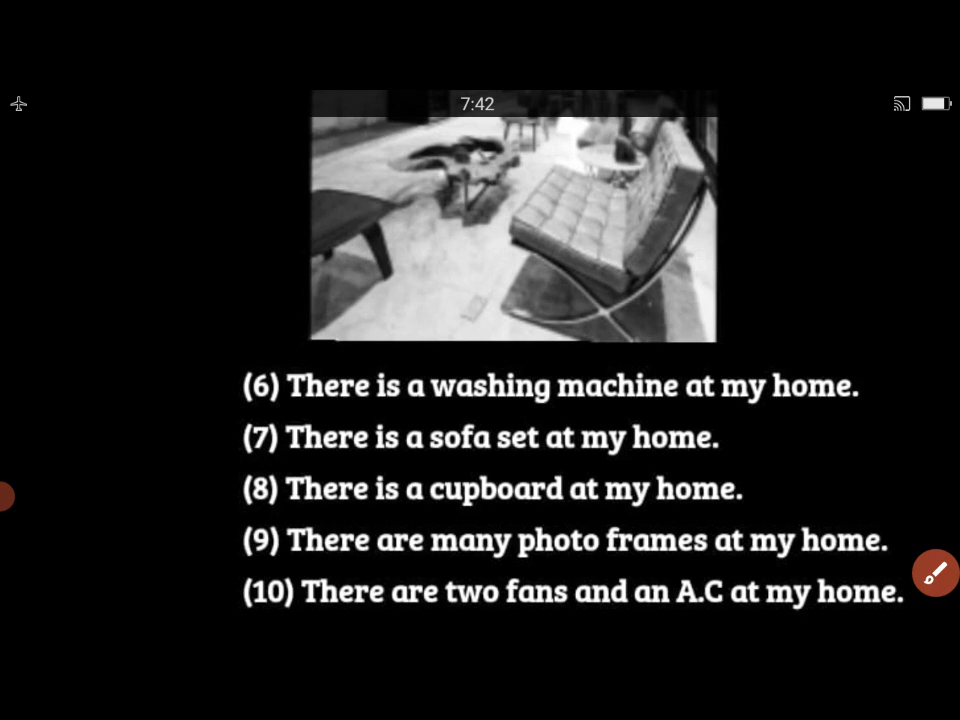 7:42
(6) There is a washing machine at my home.
(7) There is a sofa set at my home.
(8) There is a cupboard at my home.
(9) There are many photo frames at my home.
(10) There are two fans and an A.C at my home.